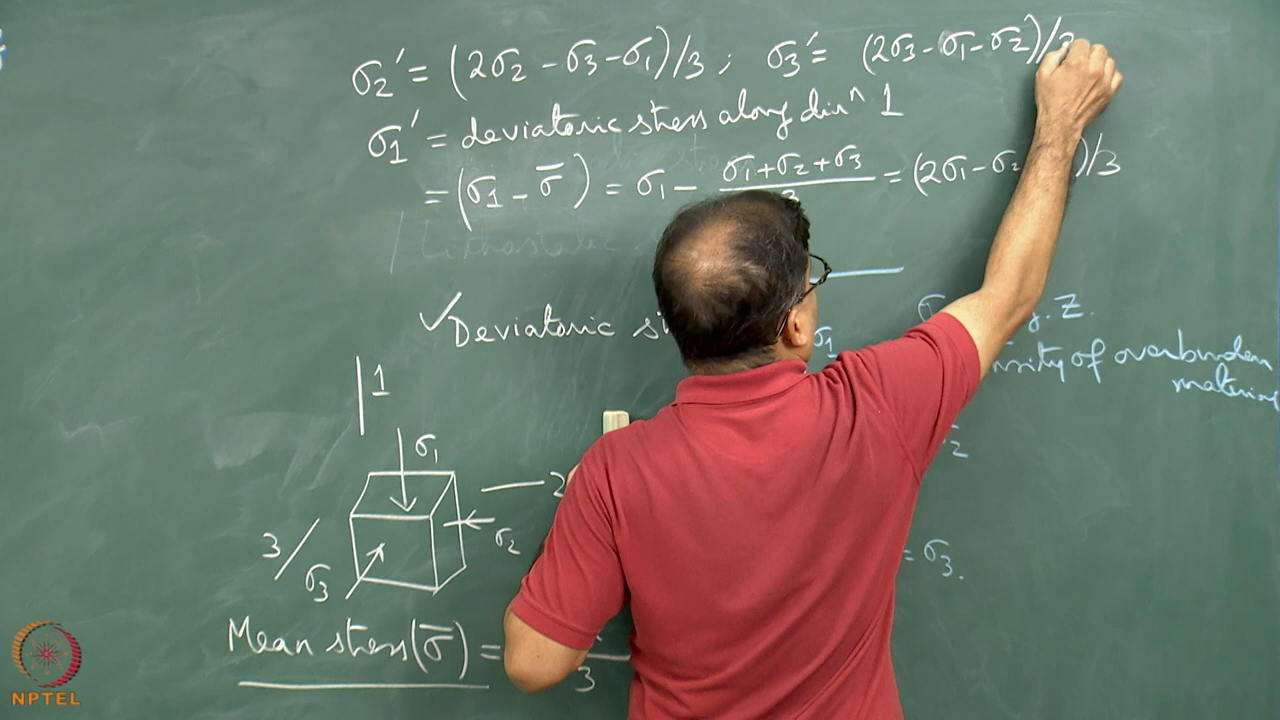 σ2' = (2σ2 - σ3 - σ1)/3 ; σ3' = (2σ3 - σ1 - σ2)/3
σ1' = deviatoric stress along dirⁿ 1
= (σ1 - σ̄) = σ1 - (σ1 + σ2 + σ3)/3 = (2σ1 - σ2 )/3
Lithostatic
✓Deviatoric
σ1
g. Z.
of overburden
material
1
σ1
2
σ2
σ2
3
σ3
= σ3.
Mean stress (σ̄) =
3
NPTEL